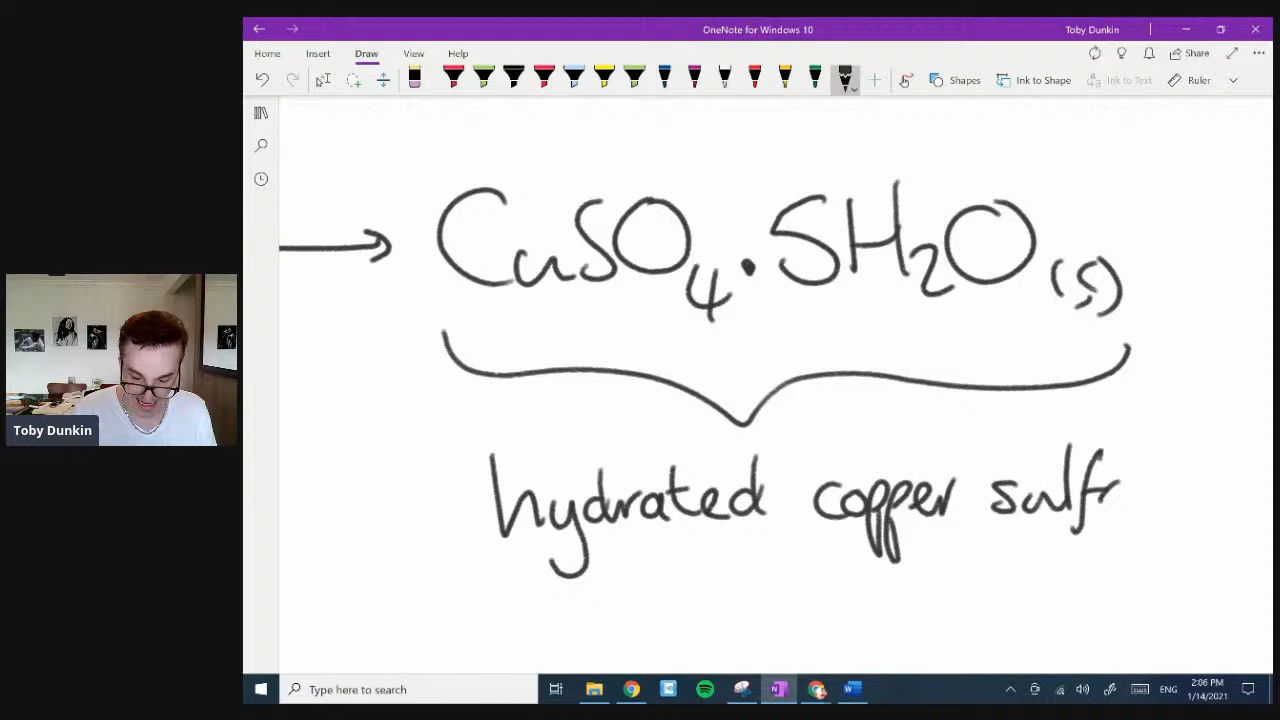 OneNote for Windows 10
Toby Dunkin
Home Insert Draw View Help
Share
Shapes Ink to Shape Ink to Text Ruler
→ CuSO₄·5H₂O(s)
hydrated copper sulf
Toby Dunkin
Type here to search
ENG
2:06 PM
1/14/2021